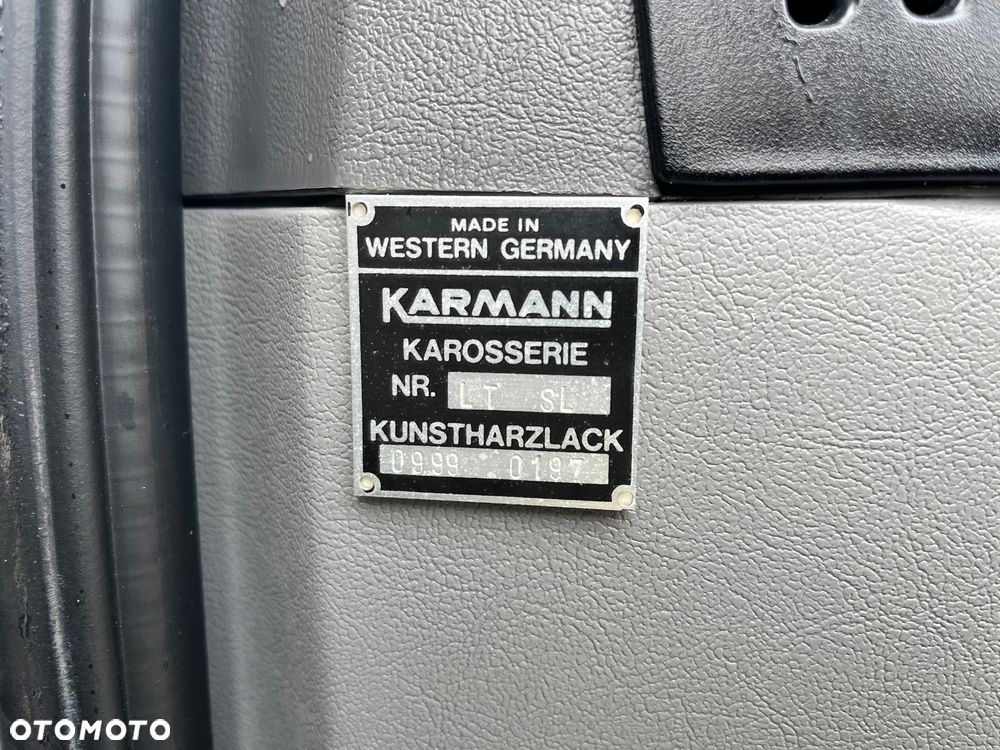 MADE IN
WESTERN GERMANY
KARMANN
KAROSSERIE
NR. LT SL
KUNSTHARZLACK
0999 0197
OTOMOTO